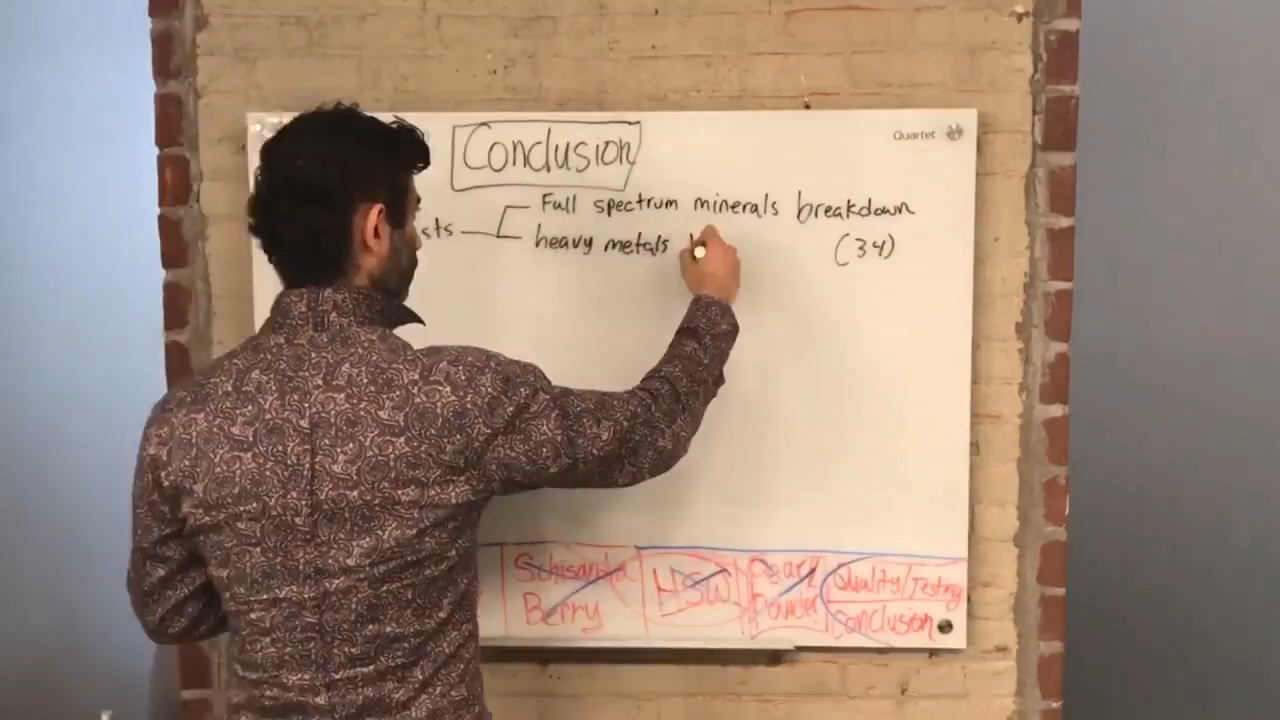 Quartet
Conclusion
Full spectrum minerals breakdown
sts
heavy metals
(34)
Schisandra
Berry
HSW
Pearl
Powder
Quality/Testing
Conclusion